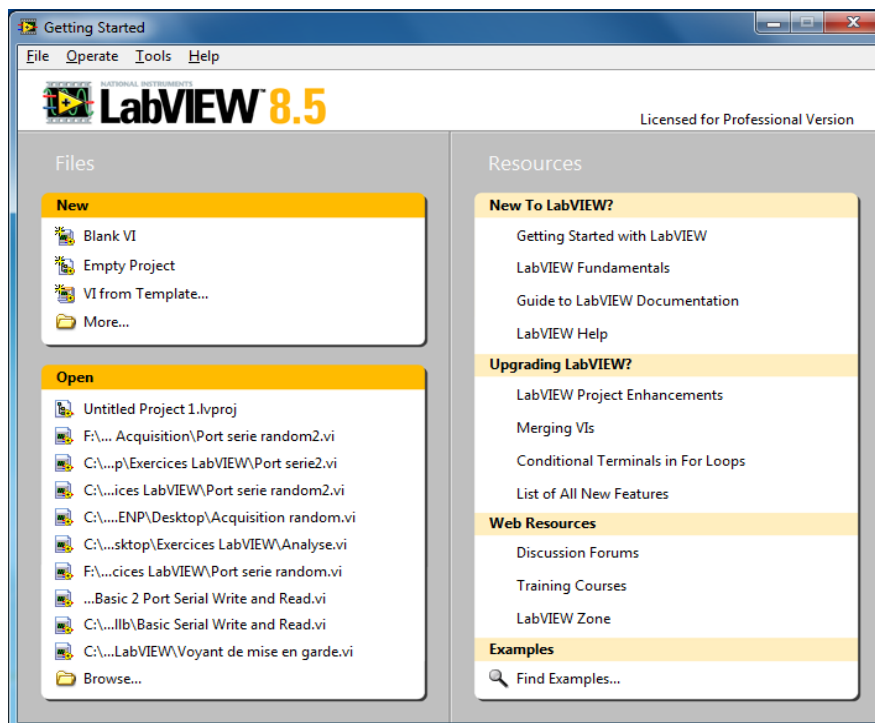 Getting Started
File Operate Tools Help
NATIONAL INSTRUMENTS
LabVIEW™ 8.5
Licensed for Professional Version
Files
New
Blank VI
Empty Project
VI from Template...
More...
Open
Untitled Project 1.lvproj
F:\... Acquisition\Port serie random2.vi
C:\...p\Exercices LabVIEW\Port serie2.vi
C:\...ices LabVIEW\Port serie random2.vi
C:\....ENP\Desktop\Acquisition random.vi
C:\...sktop\Exercices LabVIEW\Analyse.vi
F:\...cices LabVIEW\Port serie random.vi
...Basic 2 Port Serial Write and Read.vi
C:\...llb\Basic Serial Write and Read.vi
C:\...LabVIEW\Voyant de mise en garde.vi
Browse...
Resources
New To LabVIEW?
Getting Started with LabVIEW
LabVIEW Fundamentals
Guide to LabVIEW Documentation
LabVIEW Help
Upgrading LabVIEW?
LabVIEW Project Enhancements
Merging VIs
Conditional Terminals in For Loops
List of All New Features
Web Resources
Discussion Forums
Training Courses
LabVIEW Zone
Examples
Find Examples...